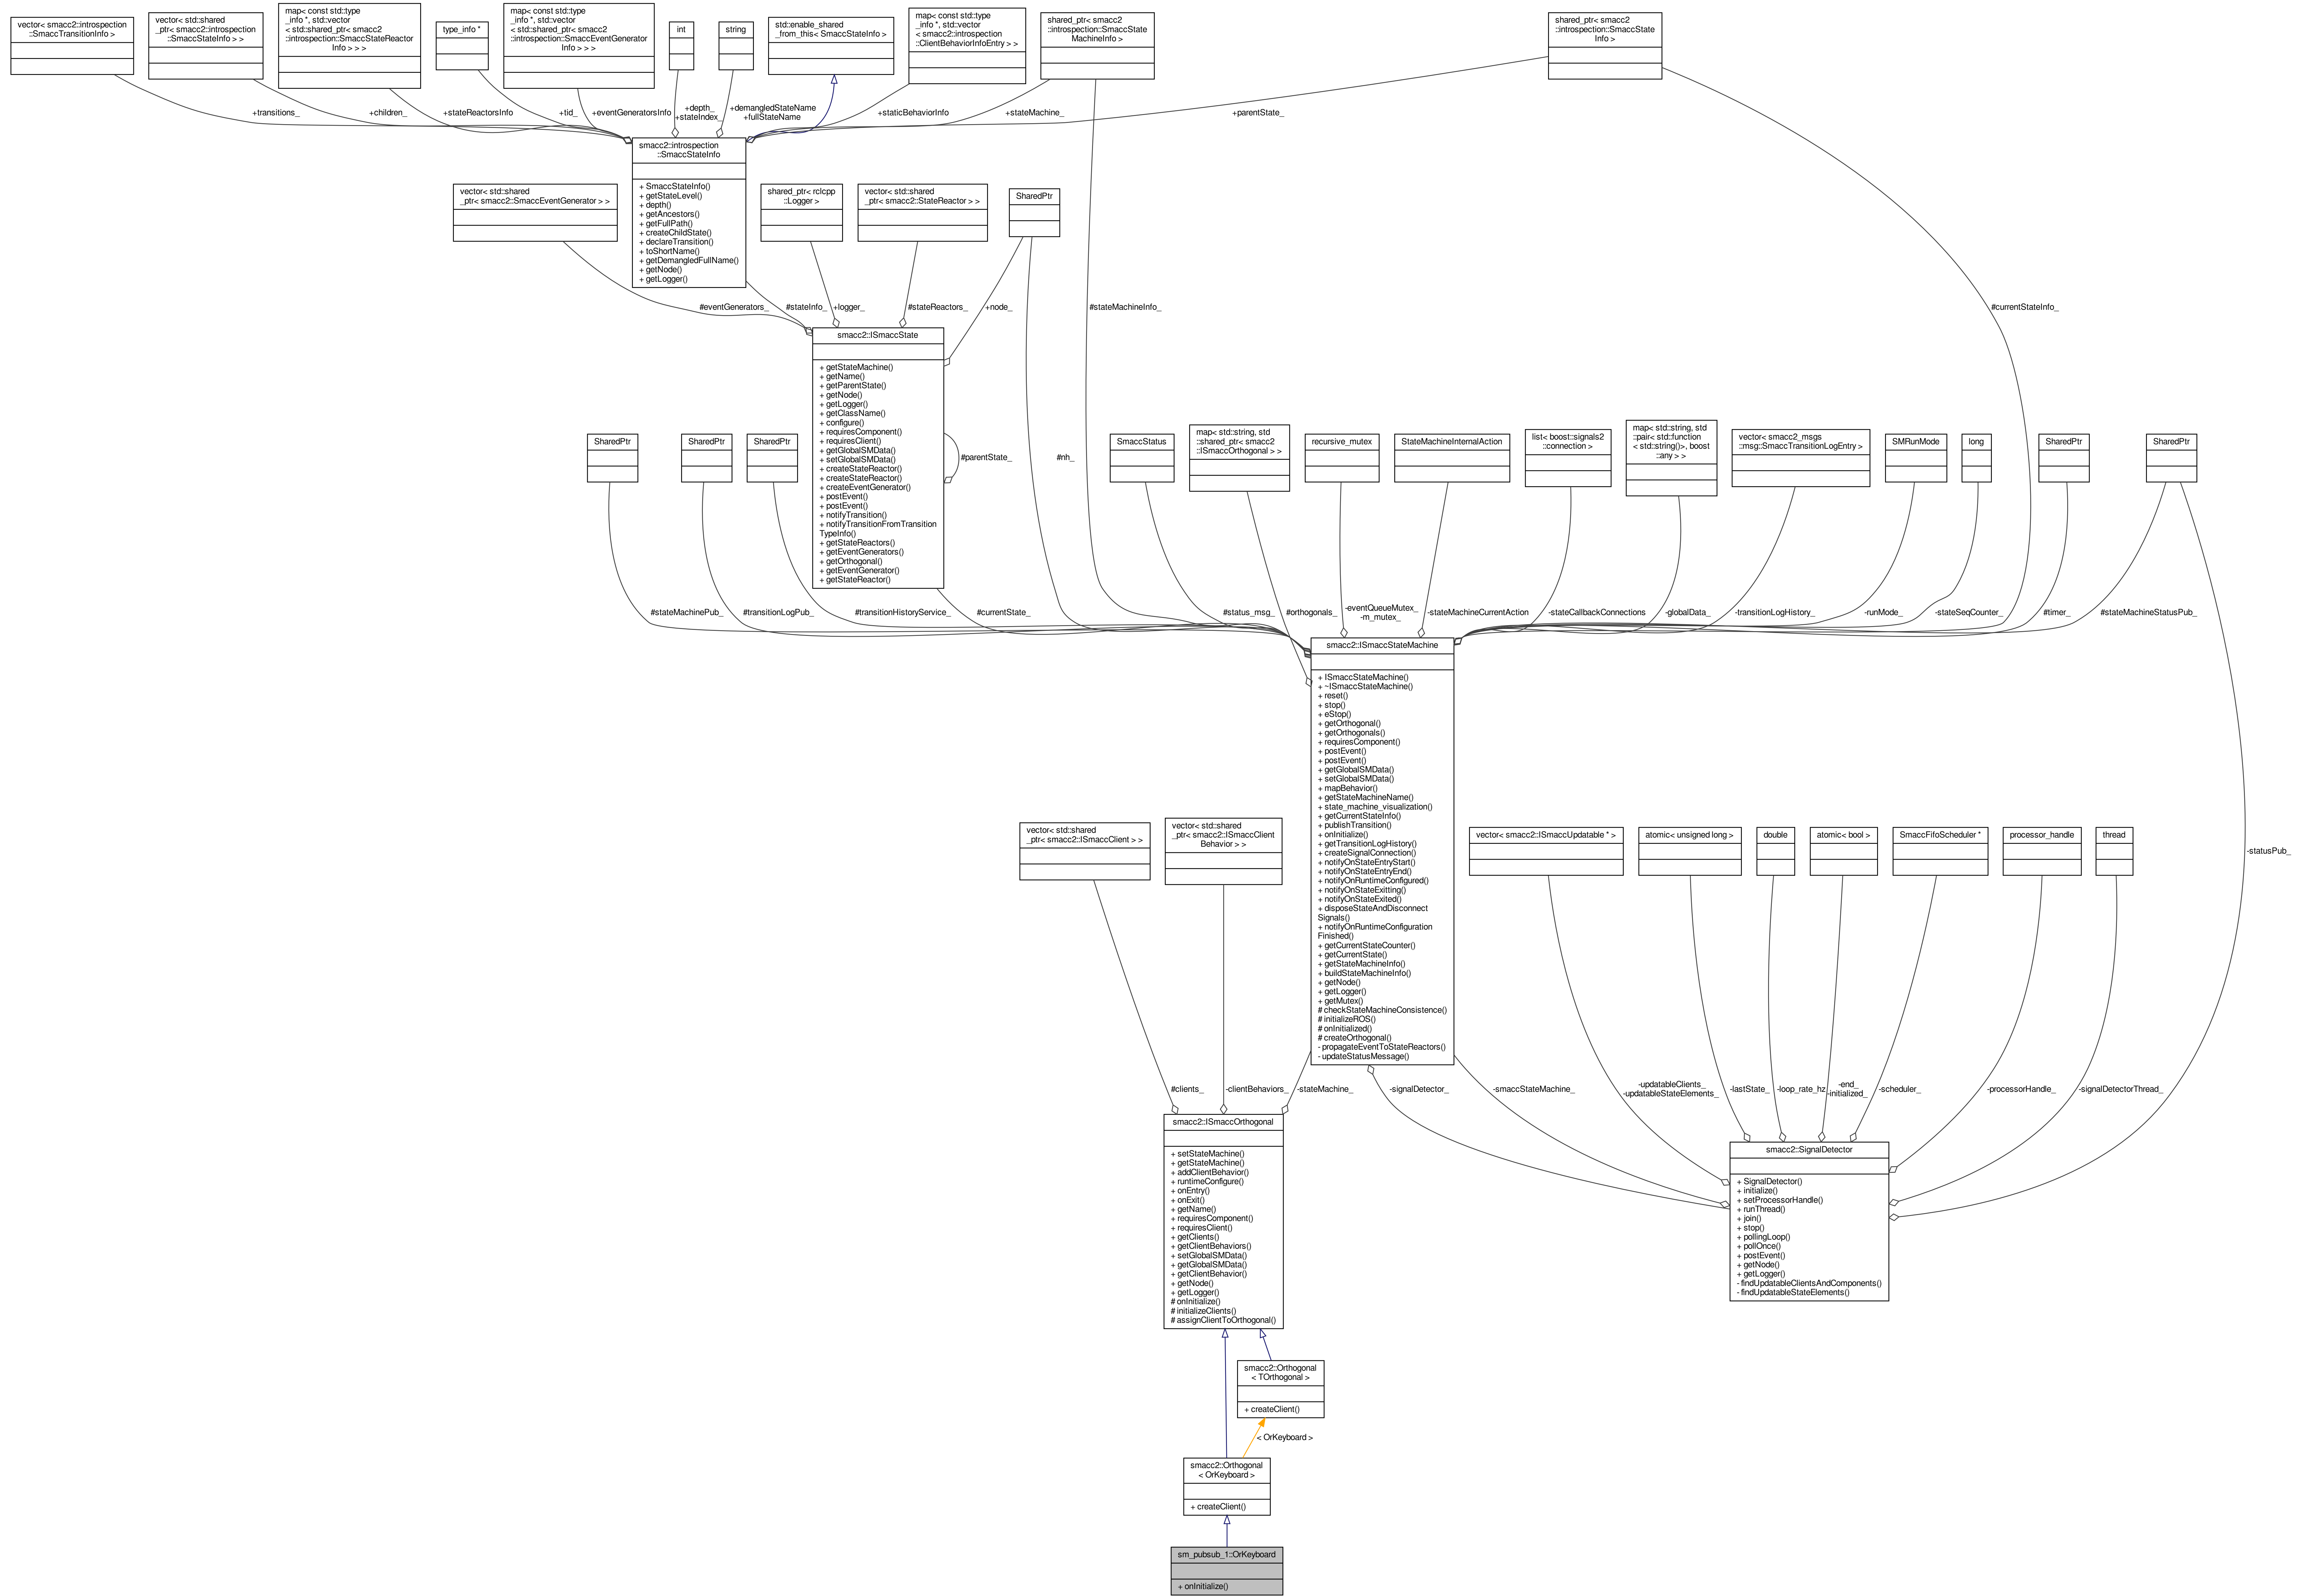 vector< smacc2::introspection
::SmaccTransitionInfo >
vector< std::shared
_ptr< smacc2::introspection
::SmaccStateInfo > >
map< const std::type
_info *, std::vector
< std::shared_ptr< smacc2
::introspection::SmaccStateReactor
Info > > >
type_info *
map< const std::type
_info *, std::vector
< std::shared_ptr< smacc2
::introspection::SmaccEventGenerator
Info > > >
int
string
std::enable_shared
_from_this< SmaccStateInfo >
map< const std::type
_info *, std::vector
< smacc2::introspection
::ClientBehaviorInfoEntry > >
shared_ptr< smacc2
::introspection::SmaccState
MachineInfo >
shared_ptr< smacc2
::introspection::SmaccState
Info >
+transitions_
+children_
+stateReactorsInfo
+tid_
+eventGeneratorsInfo
+depth_
+stateIndex_
+demangledStateName
+fullStateName
+staticBehaviorInfo
+stateMachine_
+parentState_
smacc2::introspection
::SmaccStateInfo
+ SmaccStateInfo()
+ getStateLevel()
+ depth()
+ getAncestors()
+ getFullPath()
+ createChildState()
+ declareTransition()
+ toShortName()
+ getDemangledFullName()
+ getNode()
+ getLogger()
vector< std::shared
_ptr< smacc2::SmaccEventGenerator > >
shared_ptr< rclcpp
::Logger >
vector< std::shared
_ptr< smacc2::StateReactor > >
SharedPtr
#eventGenerators_
#stateInfo_
+logger_
#stateReactors_
+node_
#stateMachineInfo_
#currentStateInfo_
smacc2::ISmaccState
+ getStateMachine()
+ getName()
+ getParentState()
+ getNode()
+ getLogger()
+ getClassName()
+ configure()
+ requiresComponent()
+ requiresClient()
+ getGlobalSMData()
+ setGlobalSMData()
+ createStateReactor()
+ createStateReactor()
+ createEventGenerator()
+ postEvent()
+ postEvent()
+ notifyTransition()
+ notifyTransitionFromTransition
TypeInfo()
+ getStateReactors()
+ getEventGenerators()
+ getOrthogonal()
+ getEventGenerator()
+ getStateReactor()
#parentState_
#nh_
SharedPtr
SharedPtr
SharedPtr
SmaccStatus
map< std::string, std
::shared_ptr< smacc2
::ISmaccOrthogonal > >
recursive_mutex
StateMachineInternalAction
list< boost::signals2
::connection >
map< std::string, std
::pair< std::function
< std::string()>, boost
::any > >
vector< smacc2_msgs
::msg::SmaccTransitionLogEntry >
SMRunMode
long
SharedPtr
SharedPtr
#stateMachinePub_
#transitionLogPub_
#transitionHistoryService_
#currentState_
#status_msg_
#orthogonals_
-eventQueueMutex_
-m_mutex_
-stateMachineCurrentAction
-stateCallbackConnections
-globalData_
-transitionLogHistory_
-runMode_
-stateSeqCounter_
#timer_
#stateMachineStatusPub_
smacc2::ISmaccStateMachine
+ ISmaccStateMachine()
+ ~ISmaccStateMachine()
+ reset()
+ stop()
+ eStop()
+ getOrthogonal()
+ getOrthogonals()
+ requiresComponent()
+ postEvent()
+ postEvent()
+ getGlobalSMData()
+ setGlobalSMData()
+ mapBehavior()
+ getStateMachineName()
+ state_machine_visualization()
+ getCurrentStateInfo()
+ publishTransition()
+ onInitialize()
+ getTransitionLogHistory()
+ createSignalConnection()
+ notifyOnStateEntryStart()
+ notifyOnStateEntryEnd()
+ notifyOnRuntimeConfigured()
+ notifyOnStateExitting()
+ notifyOnStateExited()
+ disposeStateAndDisconnect
Signals()
+ notifyOnRuntimeConfiguration
Finished()
+ getCurrentStateCounter()
+ getCurrentState()
+ getStateMachineInfo()
+ buildStateMachineInfo()
+ getNode()
+ getLogger()
+ getMutex()
# checkStateMachineConsistence()
# initializeROS()
# onInitialized()
# createOrthogonal()
- propagateEventToStateReactors()
- updateStatusMessage()
vector< std::shared
_ptr< smacc2::ISmaccClient > >
vector< std::shared
_ptr< smacc2::ISmaccClient
Behavior > >
vector< smacc2::ISmaccUpdatable * >
atomic< unsigned long >
double
atomic< bool >
SmaccFifoScheduler *
processor_handle
thread
-statusPub_
#clients_
-clientBehaviors_
-stateMachine_
-signalDetector_
-smaccStateMachine_
-updatableClients_
-updatableStateElements_
-lastState_
-loop_rate_hz
-end_
-initialized_
-scheduler_
-processorHandle_
-signalDetectorThread_
smacc2::ISmaccOrthogonal
+ setStateMachine()
+ getStateMachine()
+ addClientBehavior()
+ runtimeConfigure()
+ onEntry()
+ onExit()
+ getName()
+ requiresComponent()
+ requiresClient()
+ getClients()
+ getClientBehaviors()
+ setGlobalSMData()
+ getGlobalSMData()
+ getClientBehavior()
+ getNode()
+ getLogger()
# onInitialize()
# initializeClients()
# assignClientToOrthogonal()
smacc2::SignalDetector
+ SignalDetector()
+ initialize()
+ setProcessorHandle()
+ runThread()
+ join()
+ stop()
+ pollingLoop()
+ pollOnce()
+ postEvent()
+ getNode()
+ getLogger()
- findUpdatableClientsAndComponents()
- findUpdatableStateElements()
smacc2::Orthogonal
< TOrthogonal >
+ createClient()
< OrKeyboard >
smacc2::Orthogonal
< OrKeyboard >
+ createClient()
sm_pubsub_1::OrKeyboard
+ onInitialize()